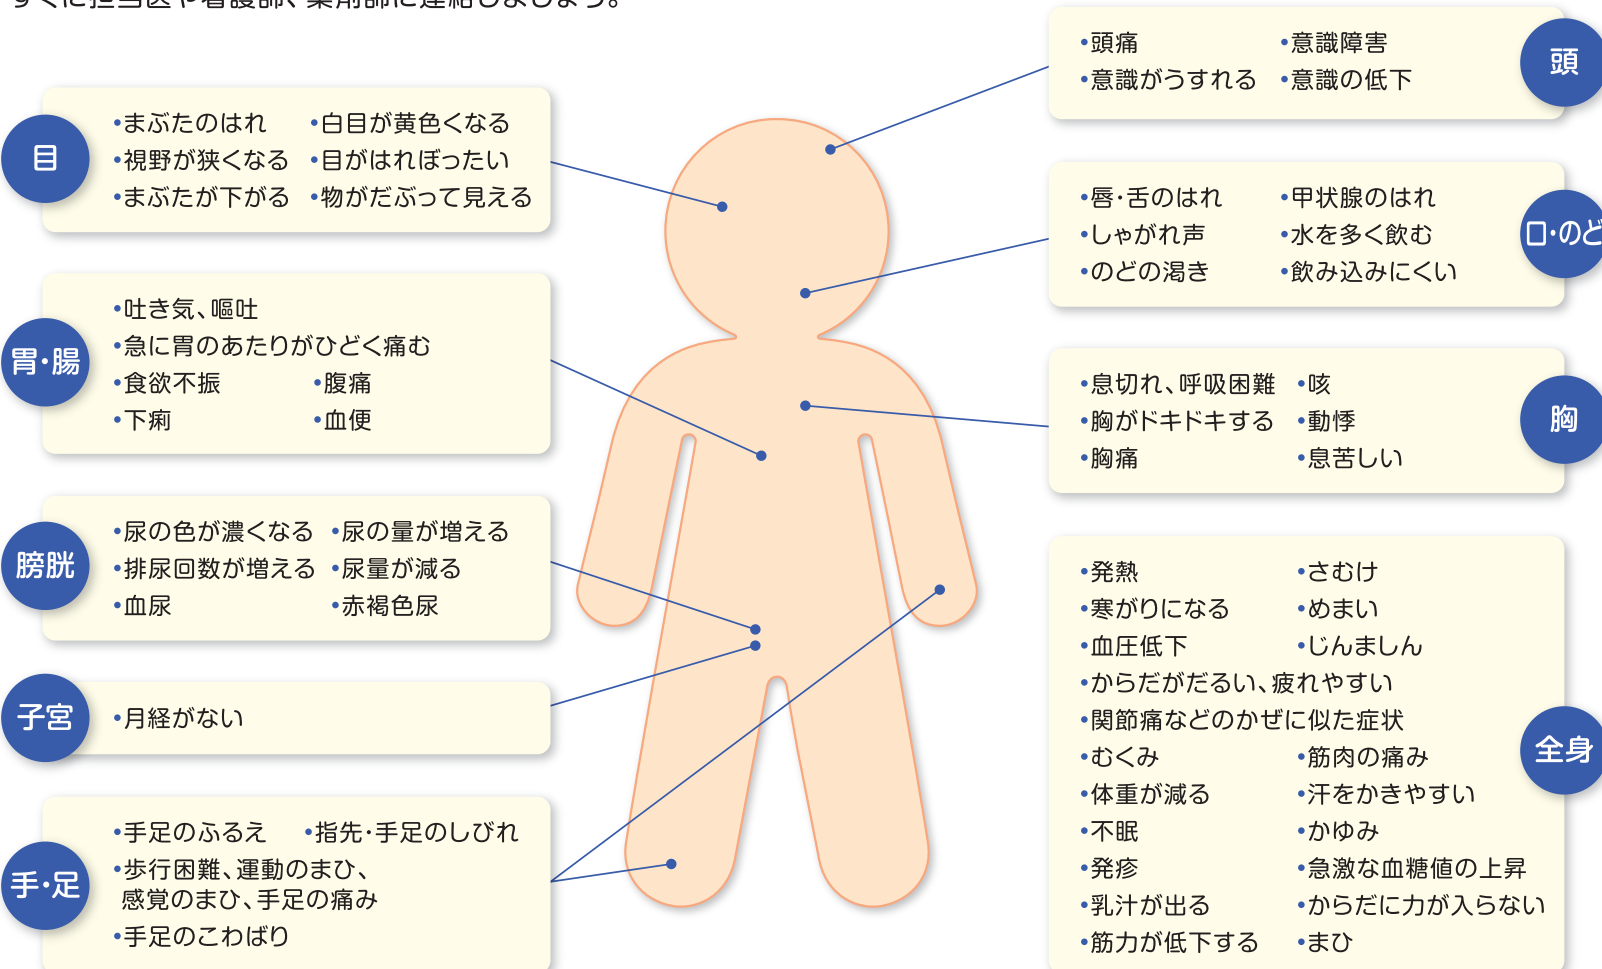 すぐに担当医や看護師、薬剤師に連絡しましょう。
目
•まぶたのはれ •白目が黄色くなる
•視野が狭くなる •目がはれぼったい
•まぶたが下がる •物がだぶって見える
胃・腸
•吐き気、嘔吐
•急に胃のあたりがひどく痛む
•食欲不振 •腹痛
•下痢 •血便
膀胱
•尿の色が濃くなる •尿の量が増える
•排尿回数が増える •尿量が減る
•血尿 •赤褐色尿
子宮
•月経がない
手・足
•手足のふるえ •指先・手足のしびれ
•歩行困難、運動のまひ、
感覚のまひ、手足の痛み
•手足のこわばり
頭
•頭痛 •意識障害
•意識がうすれる •意識の低下
口・のど
•唇・舌のはれ •甲状腺のはれ
•しゃがれ声 •水を多く飲む
•のどの渇き •飲み込みにくい
胸
•息切れ、呼吸困難 •咳
•胸がドキドキする •動悸
•胸痛 •息苦しい
全身
•発熱 •さむけ
•寒がりになる •めまい
•血圧低下 •じんましん
•からだがだるい、疲れやすい
•関節痛などのかぜに似た症状
•むくみ •筋肉の痛み
•体重が減る •汗をかきやすい
•不眠 •かゆみ
•発疹 •急激な血糖値の上昇
•乳汁が出る •からだに力が入らない
•筋力が低下する •まひ